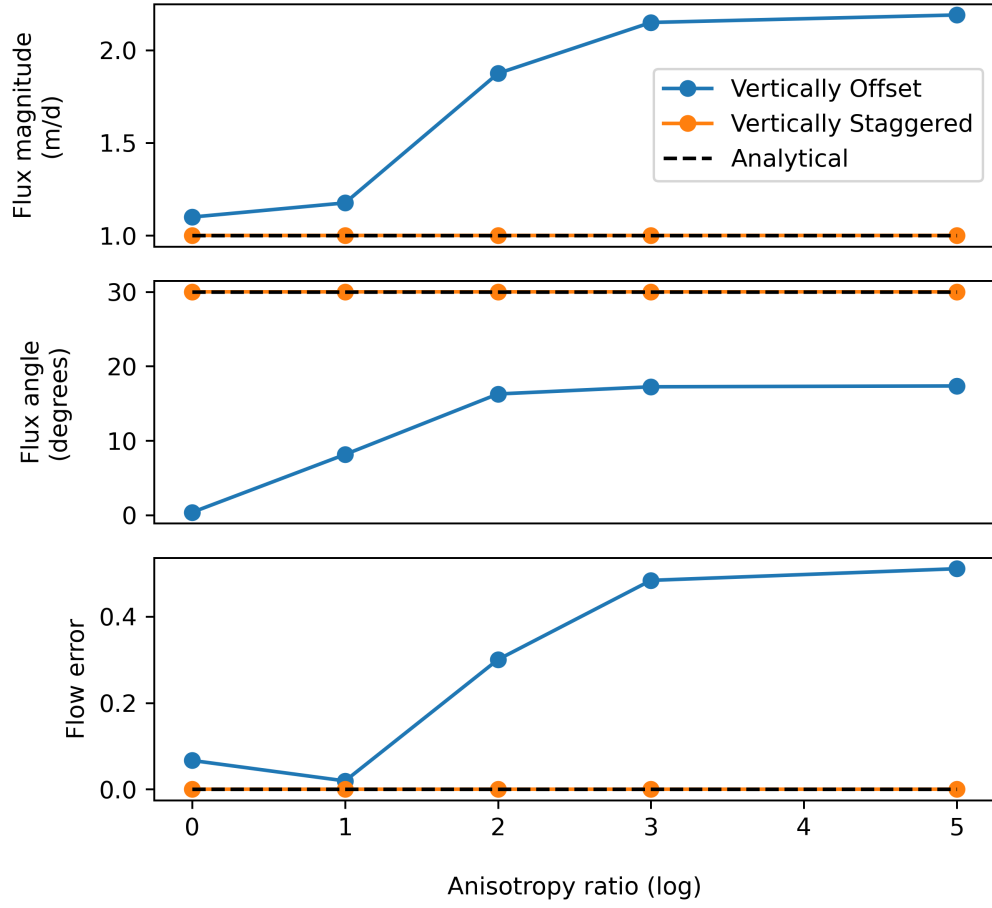 Flux magnitude
(m/d)
2.0
1.5
1.0
Vertically Offset
Vertically Staggered
Analytical
Flux angle
(degrees)
30
20
10
0
Flow error
0.4
0.2
0.0
0 1 2 3 4 5
Anisotropy ratio (log)